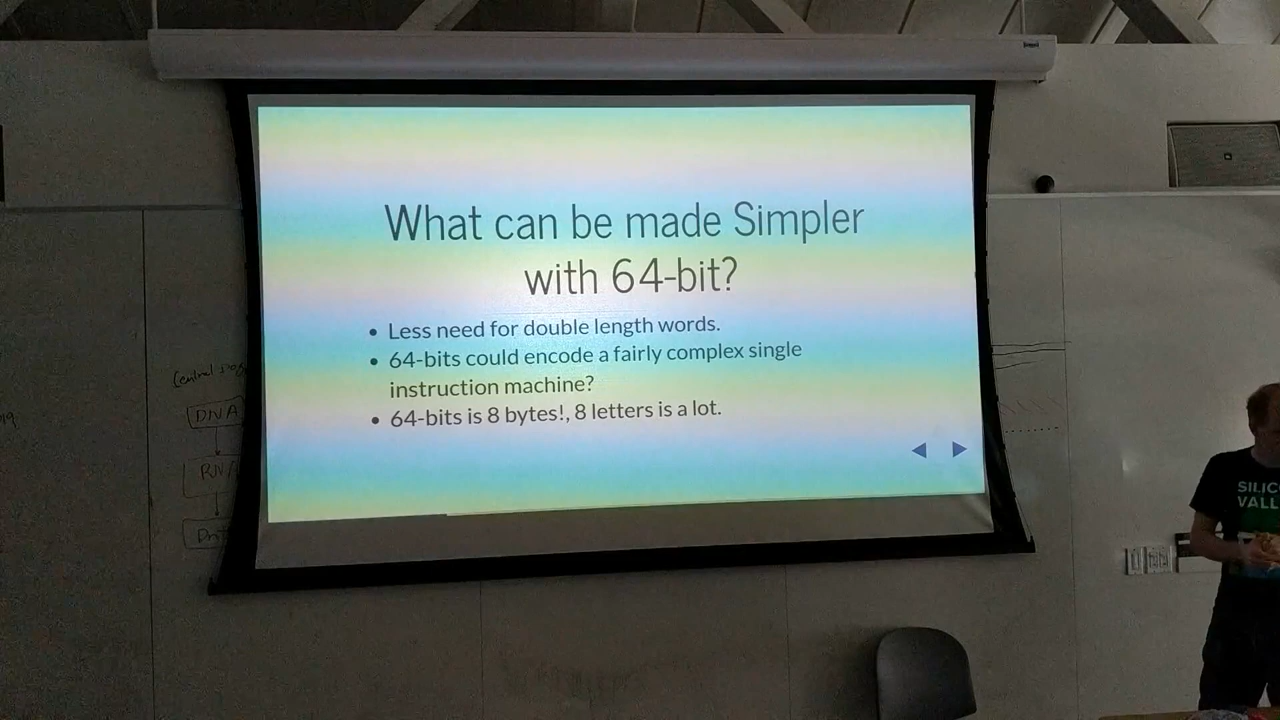 What can be made Simpler
with 64-bit?
• Less need for double length words.
• 64-bits could encode a fairly complex single
instruction machine?
• 64-bits is 8 bytes!, 8 letters is a lot.
DNA
SILIC
VALL